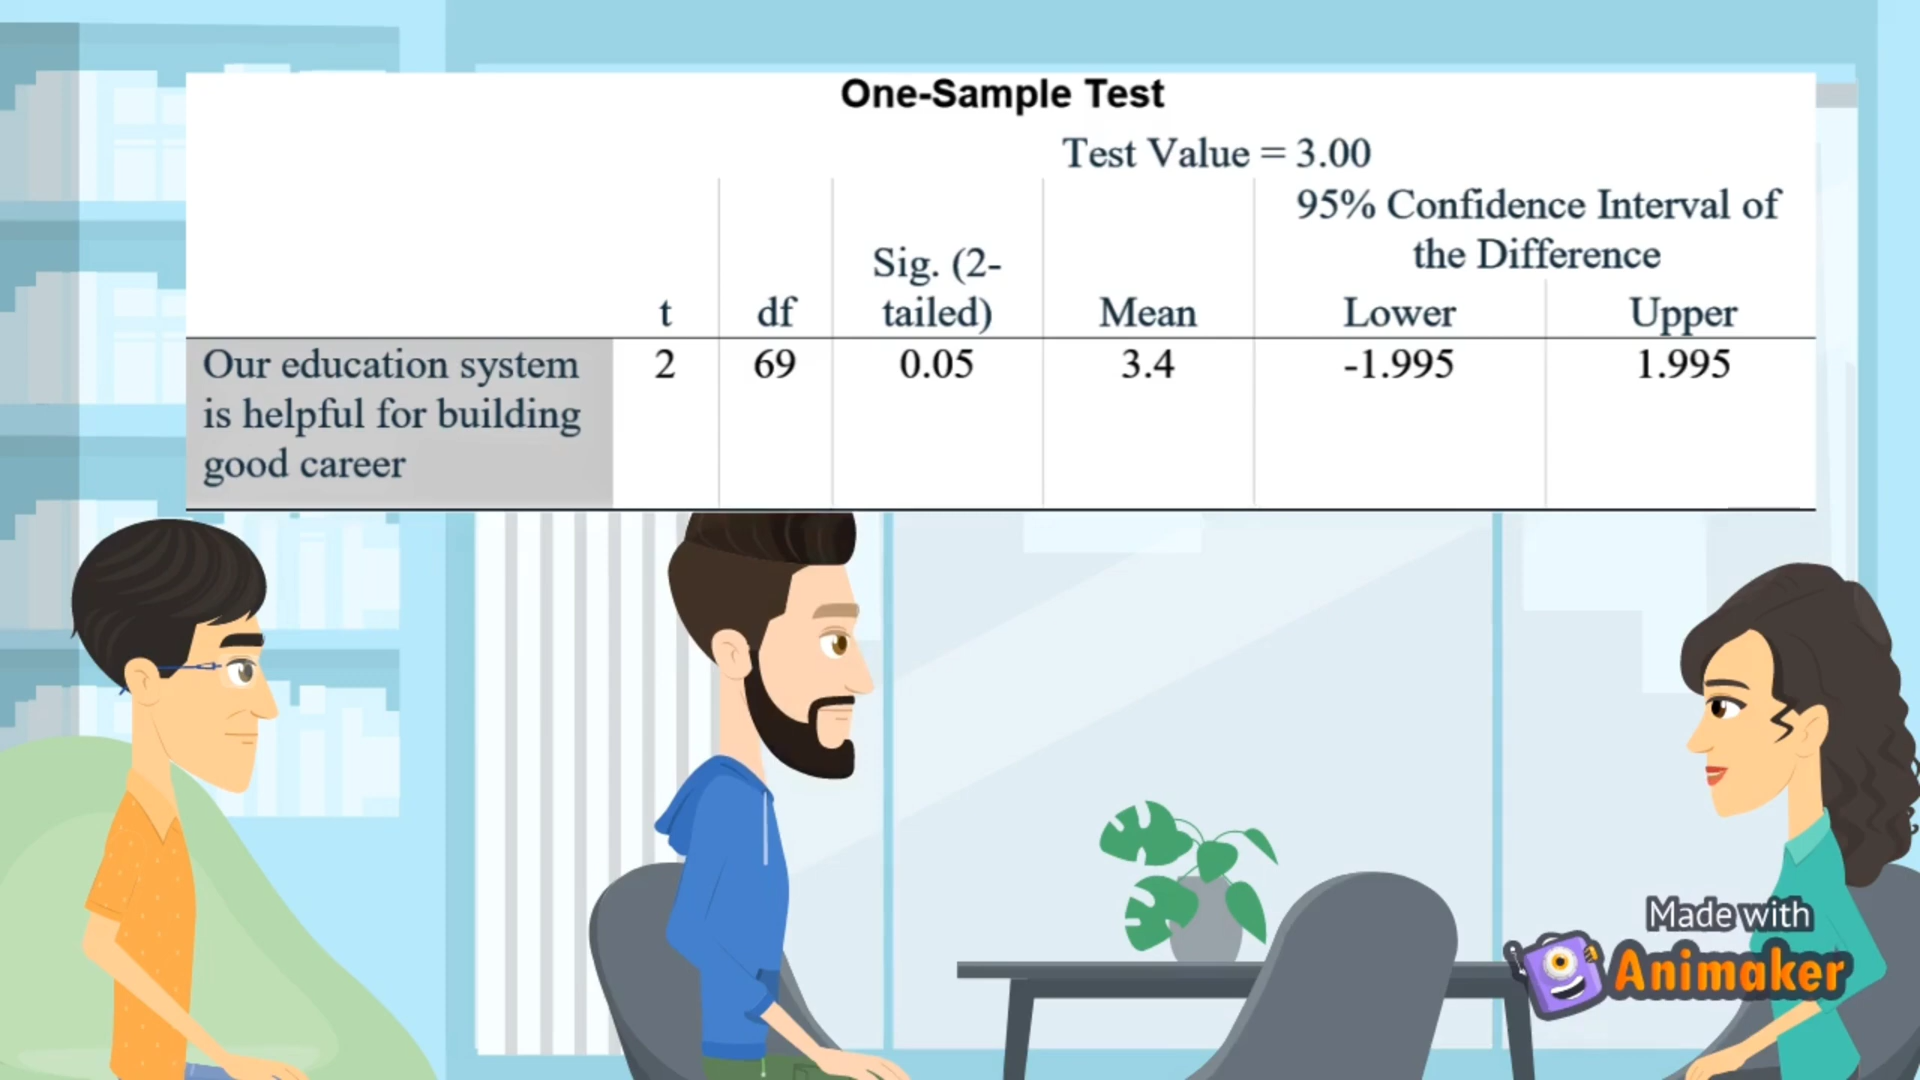 One-Sample Test
Test Value = 3.00
95% Confidence Interval of
the Difference
Sig. (2-
t df tailed) Mean Lower Upper
Our education system 2 69 0.05 3.4 -1.995 1.995
is helpful for building
good career
Made with
Animaker